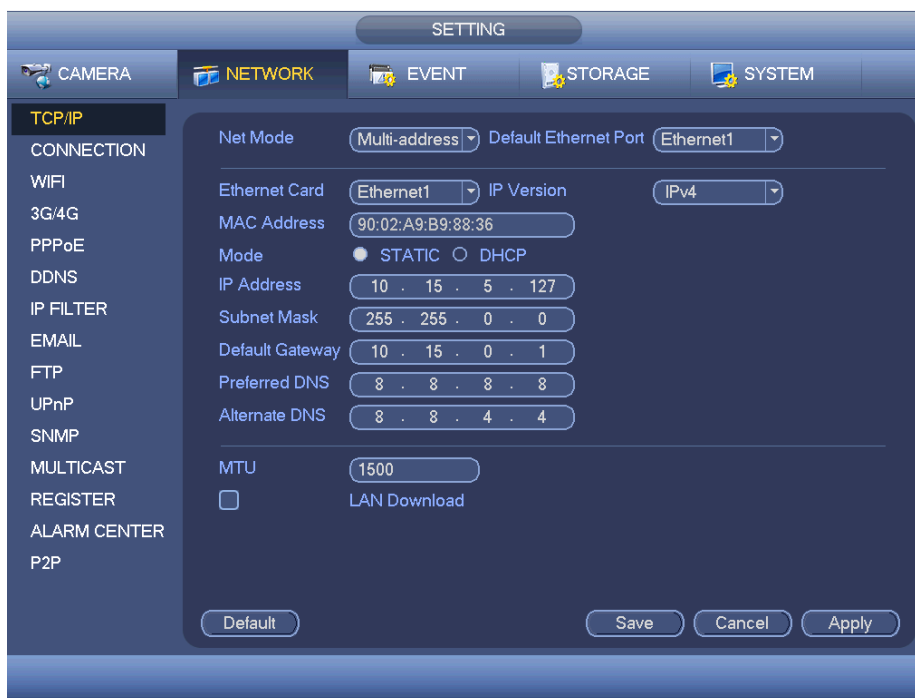 SETTING
CAMERA NETWORK EVENT STORAGE SYSTEM
TCP/IP
CONNECTION
WIFI
3G/4G
PPPoE
DDNS
IP FILTER
EMAIL
FTP
UPnP
SNMP
MULTICAST
REGISTER
ALARM CENTER
P2P
Net Mode Multi-address Default Ethernet Port Ethernet1
Ethernet Card Ethernet1 IP Version IPv4
MAC Address 90:02:A9:B9:88:36
Mode STATIC DHCP
IP Address 10 . 15 . 5 . 127
Subnet Mask 255 . 255 . 0 . 0
Default Gateway 10 . 15 . 0 . 1
Preferred DNS 8 . 8 . 8 . 8
Alternate DNS 8 . 8 . 4 . 4
MTU 1500
LAN Download
Default Save Cancel Apply